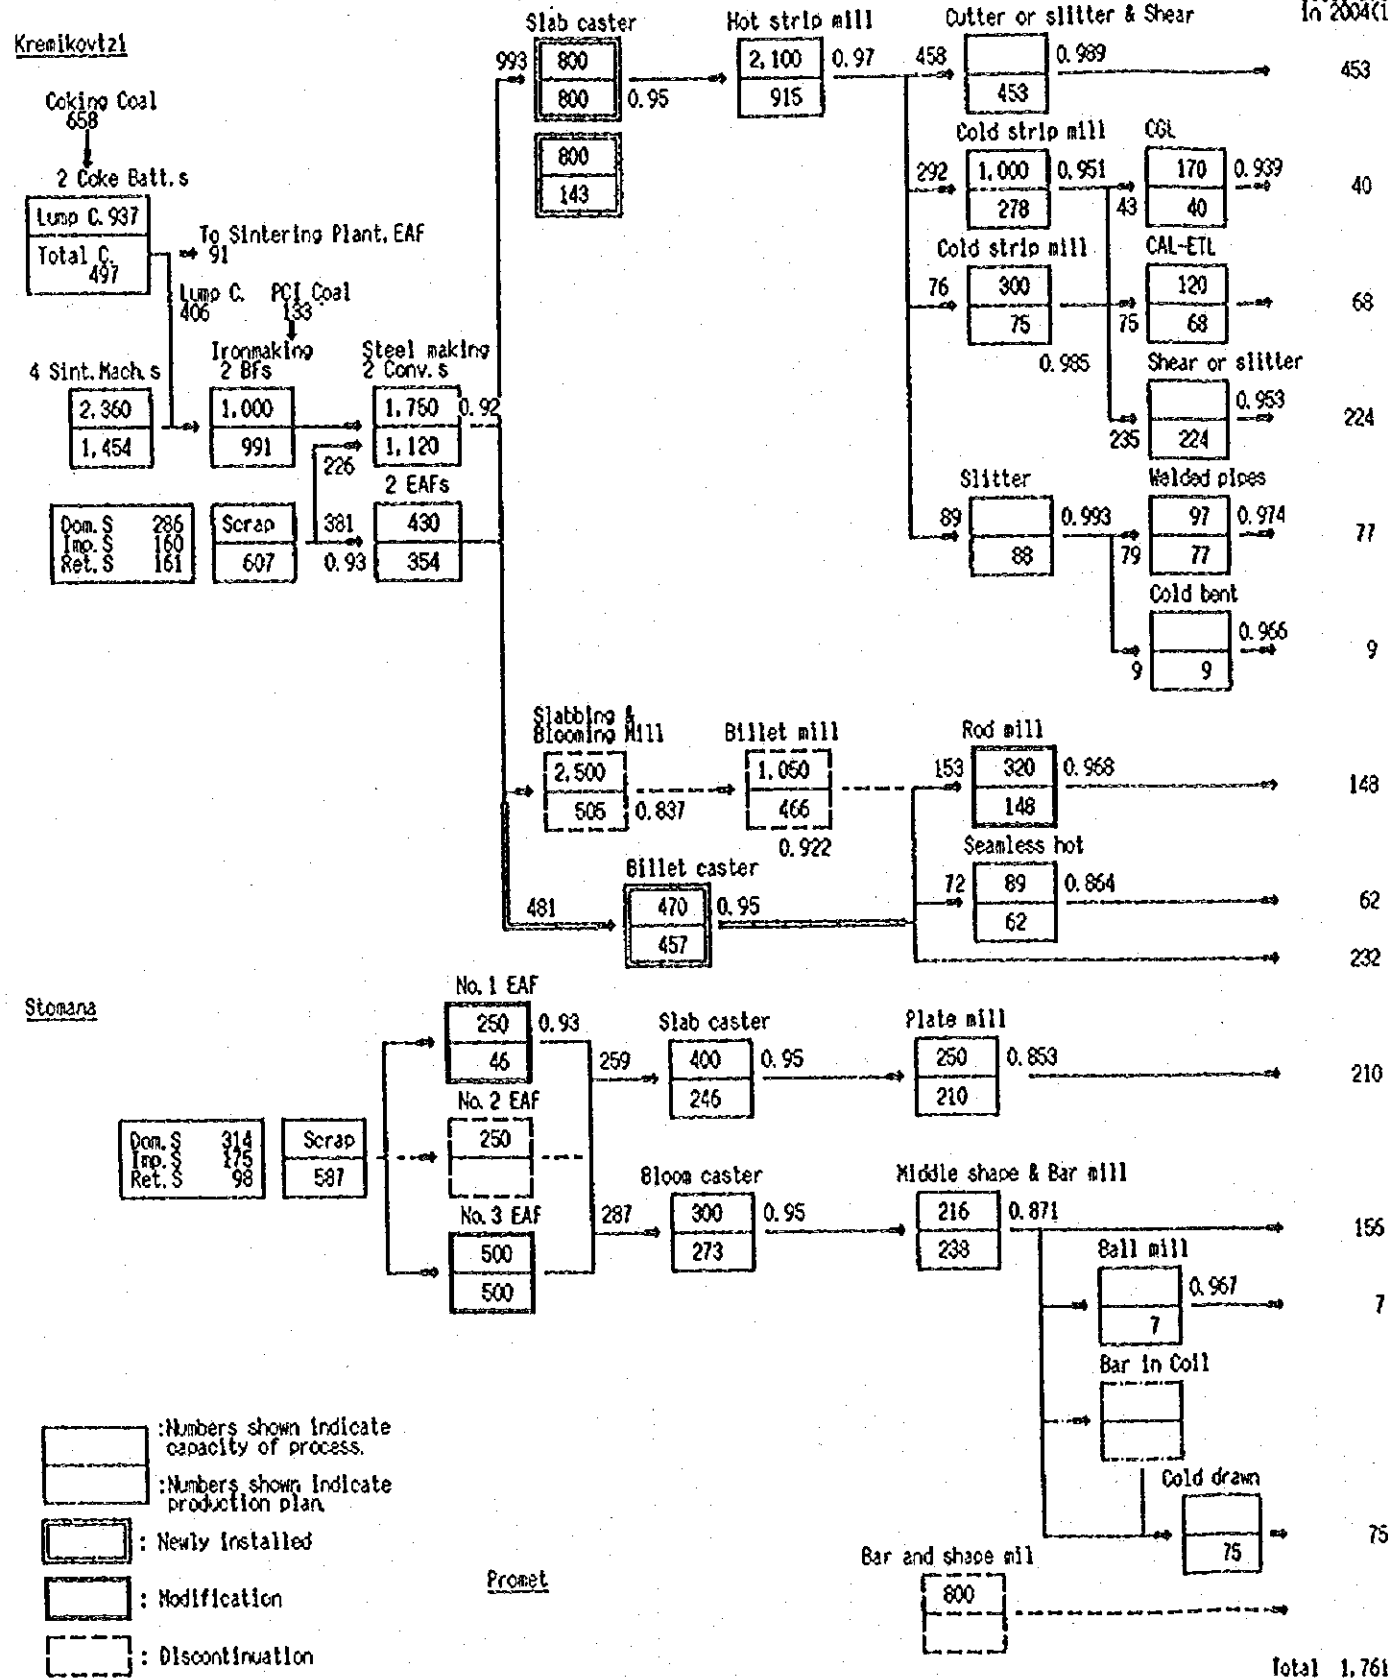 In 2004(1
Kremikovtzi
Slab caster
Hot strip mill
Cutter or slitter & Shear
993
800
800
0.95
2,100
915
0.97
458
453
0.989
453
800
143
Coking Coal
658
2 Coke Batt.s
Lump C. 937
Total C.
497
To Sintering Plant, EAF
91
Lump C.
406
PCI Coal
133
Cold strip mill
292
1,000
278
0.951
CGL
43
170
40
0.939
40
Cold strip mill
76
300
75
0.985
CAL-ETL
75
120
68
68
Shear or slitter
235
224
0.953
224
4 Sint. Mach.s
2,360
1,454
Ironmaking
2 BFs
1,000
991
Steel making
2 Conv.s
1,750
1,120
0.92
226
2 EAFs
430
354
Dom. S 286
Imp. S 160
Ret. S 161
Scrap
607
381
0.93
Slitter
89
88
0.993
Welded pipes
79
97
77
0.974
77
Cold bent
9
9
0.966
9
Slabbing &
Blooming Mill
2,500
505
0.837
Billet mill
1,050
466
0.922
Rod mill
153
320
148
0.968
148
Seamless hot
72
89
62
0.864
62
Billet caster
481
470
457
0.95
232
Stomana
No. 1 EAF
250
46
0.93
Slab caster
259
400
246
0.95
Plate mill
250
210
0.853
210
No. 2 EAF
250
Dom. S 314
Imp. S 175
Ret. S 98
Scrap
587
No. 3 EAF
500
500
Bloom caster
287
300
273
0.95
Middle shape & Bar mill
216
238
0.871
156
Ball mill
7
0.967
7
Bar in Coil
Cold drawn
75
75
:Numbers shown indicate
capacity of process.
:Numbers shown indicate
production plan.
: Newly installed
: Modification
: Discontinuation
Promet
Bar and shape mil
800
Total 1,761